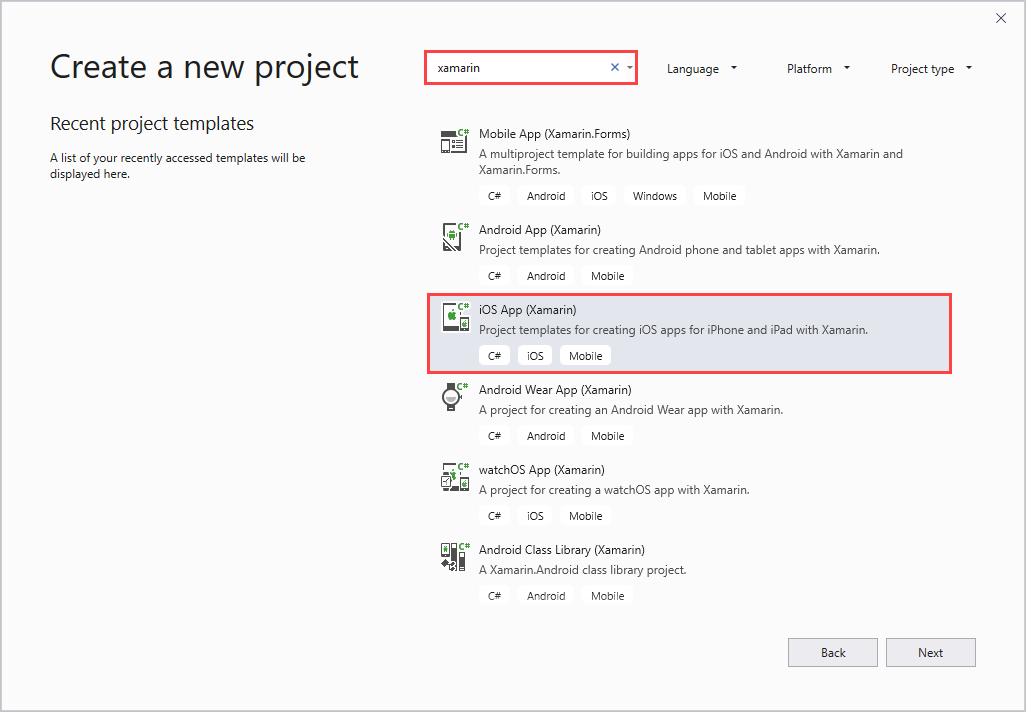 Create a new project
xamarin
Language
Platform
Project type
Recent project templates
A list of your recently accessed templates will be
displayed here.
C#
Mobile App (Xamarin.Forms)
A multiproject template for building apps for iOS and Android with Xamarin and
Xamarin.Forms.
C# Android iOS Windows Mobile
C#
Android App (Xamarin)
Project templates for creating Android phone and tablet apps with Xamarin.
C# Android Mobile
C#
iOS App (Xamarin)
Project templates for creating iOS apps for iPhone and iPad with Xamarin.
C# iOS Mobile
C#
Android Wear App (Xamarin)
A project for creating an Android Wear app with Xamarin.
C# Android Mobile
C#
watchOS App (Xamarin)
A project for creating a watchOS app with Xamarin.
C# iOS Mobile
C#
Android Class Library (Xamarin)
A Xamarin.Android class library project.
C# Android Mobile
Back
Next